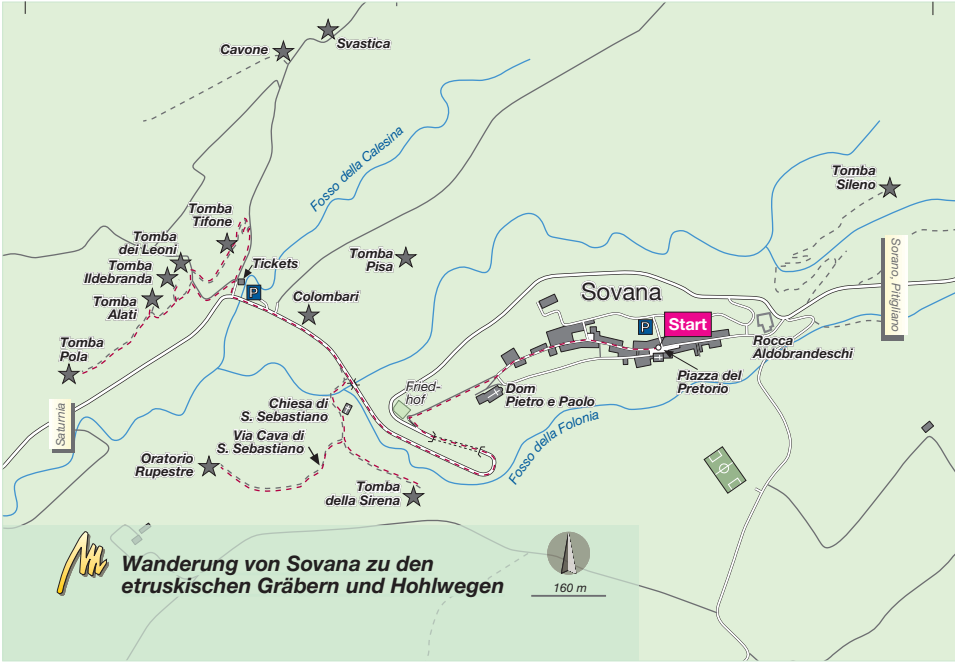 Svastica
Cavone
Fosso della Calesina
Tomba
Sileno
Tomba
Tifone
Tomba
dei Leoni
Tomba
Ildebranda
Tomba
Alati
Tomba
Pola
Tickets
P
Tomba
Pisa
Colombari
Sovana
P
Start
Sorano, Pitigliano
Rocca
Aldobrandeschi
Piazza del
Pretorio
Dom
Pietro e Paolo
Fried-
hof
Chiesa di
S. Sebastiano
Via Cava di
S. Sebastiano
Saturnia
Oratorio
Rupestre
Tomba
della Sirena
Fosso della Folonia
Wanderung von Sovana zu den
etruskischen Gräbern und Hohlwegen
160 m